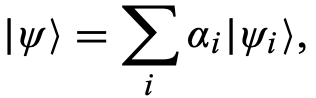 |ψ⟩ = ∑_i α_i|ψ_i⟩,